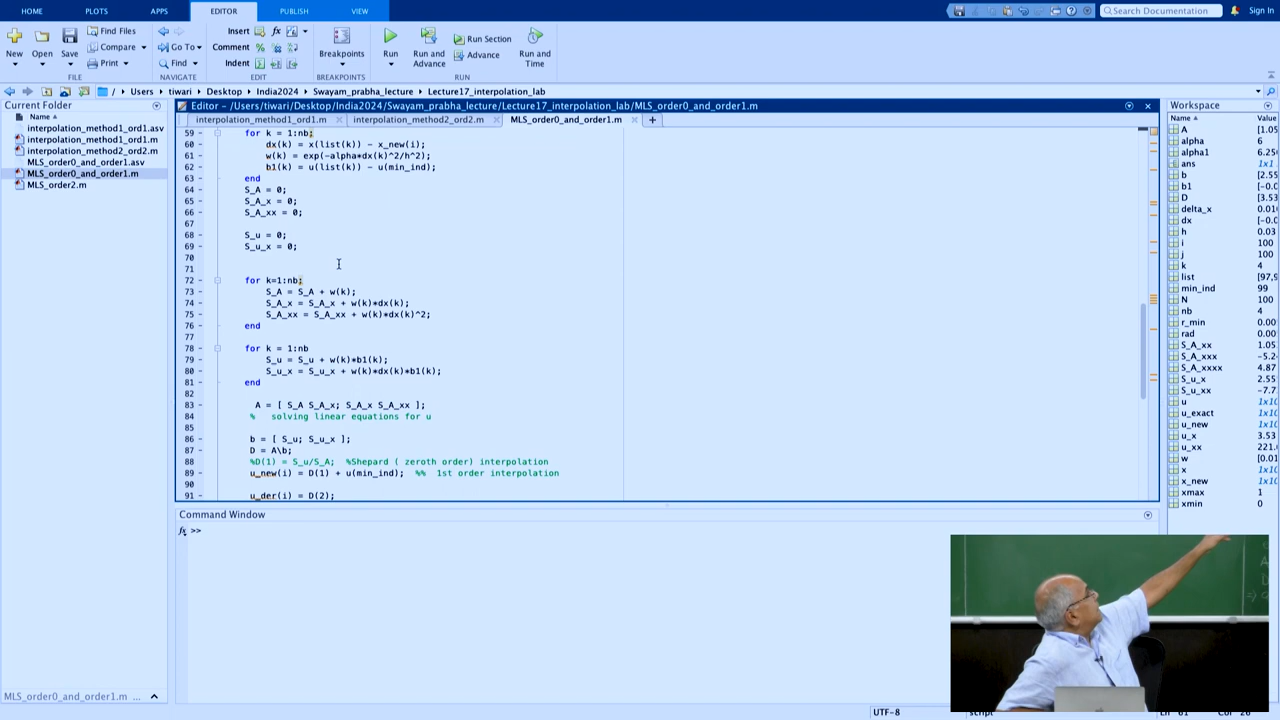 HOME PLOTS APPS EDITOR PUBLISH VIEW Search Documentation Sign In
New Open Save Find Files Compare Print Go To Find Insert fx Comment % Indent Breakpoints Run Run and Advance Run Section Advance Run and Time
FILE NAVIGATE EDIT BREAKPOINTS RUN
/ Users tiwari Desktop India2024 Swayam_prabha_lecture Lecture17_interpolation_lab
Current Folder
Name
interpolation_method1_ord1.asv
interpolation_method1_ord1.m
interpolation_method2_ord2.m
MLS_order0_and_order1.asv
MLS_order0_and_order1.m
MLS_order2.m
MLS_order0_and_order1.m ...
Editor - /Users/tiwari/Desktop/India2024/Swayam_prabha_lecture/Lecture17_interpolation_lab/MLS_order0_and_order1.m
interpolation_method1_ord1.m interpolation_method2_ord2.m MLS_order0_and_order1.m +
59 - for k = 1:nb;
60 - dx(k) = x(list(k)) - x_new(i);
61 - w(k) = exp(-alpha*dx(k)^2/h^2);
62 - b1(k) = u(list(k)) - u(min_ind);
63 - end
64 - S_A = 0;
65 - S_A_x = 0;
66 - S_A_xx = 0;
67
68 - S_u = 0;
69 - S_u_x = 0;
70
71
72 - for k=1:nb;
73 - S_A = S_A + w(k);
74 - S_A_x = S_A_x + w(k)*dx(k);
75 - S_A_xx = S_A_xx + w(k)*dx(k)^2;
76 - end
77
78 - for k = 1:nb
79 - S_u = S_u + w(k)*b1(k);
80 - S_u_x = S_u_x + w(k)*dx(k)*b1(k);
81 - end
82
83 - A = [ S_A S_A_x; S_A_x S_A_xx ];
84 % solving linear equations for u
85
86 - b = [ S_u; S_u_x ];
87 - D = A\b;
88 %D(1) = S_u/S_A; %Shepard ( zeroth order) interpolation
89 - u_new(i) = D(1) + u(min_ind); %% 1st order interpolation
90
91 - u_der(i) = D(2);
Command Window
fx >>
Workspace
Name Value
A [1.05
alpha 6
alpha1 6.25
ans 1x1
b [2.55
b1 [-0.
D [3.53
delta_x 0.01
dx [-0.0
h 0.03
i 100
j 100
k 4
list [97,9
min_ind 99
N 100
nb 4
r_min 0.00
rad 0.00
S_A_xx 1.05
S_A_xxx -5.2
S_A_xxxx 4.87
S_u_x 2.55
S_u_xx -7.7
u 1x10
u_exact 1x10
u_new 1x10
u_x 3.53
u_xx 221.
w [0.01
x 1x10
x_new 1x10
xmax 1
xmin 0
UTF-8 script